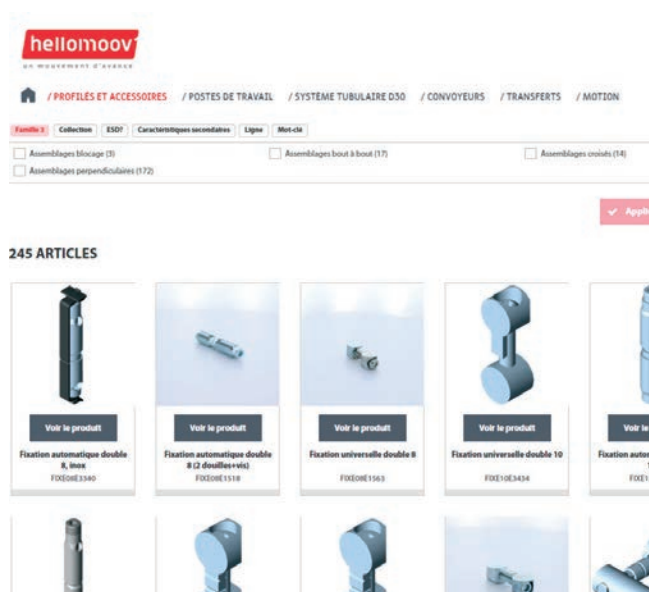 hellomoov'
un mouvement d'avance
/ PROFILÉS ET ACCESSOIRES / POSTES DE TRAVAIL / SYSTÈME TUBULAIRE D30 / CONVOYEURS / TRANSFERTS / MOTION
Famille 3 Collection ESD? Caractéristiques secondaires Ligne Mot-clé
Assemblages blocage (3) Assemblages bout à bout (17) Assemblages croisés (14)
Assemblages perpendiculaires (172)
245 ARTICLES
Voir le produit Voir le produit Voir le produit Voir le produit Voir le
Fixation automatique double 8, inox
FIXE08E3340
Fixation automatique double 8 (2 douilles+vis)
FIXE08E1518
Fixation universelle double 8
FIXE08E1563
Fixation universelle double 10
FIXE10E3434